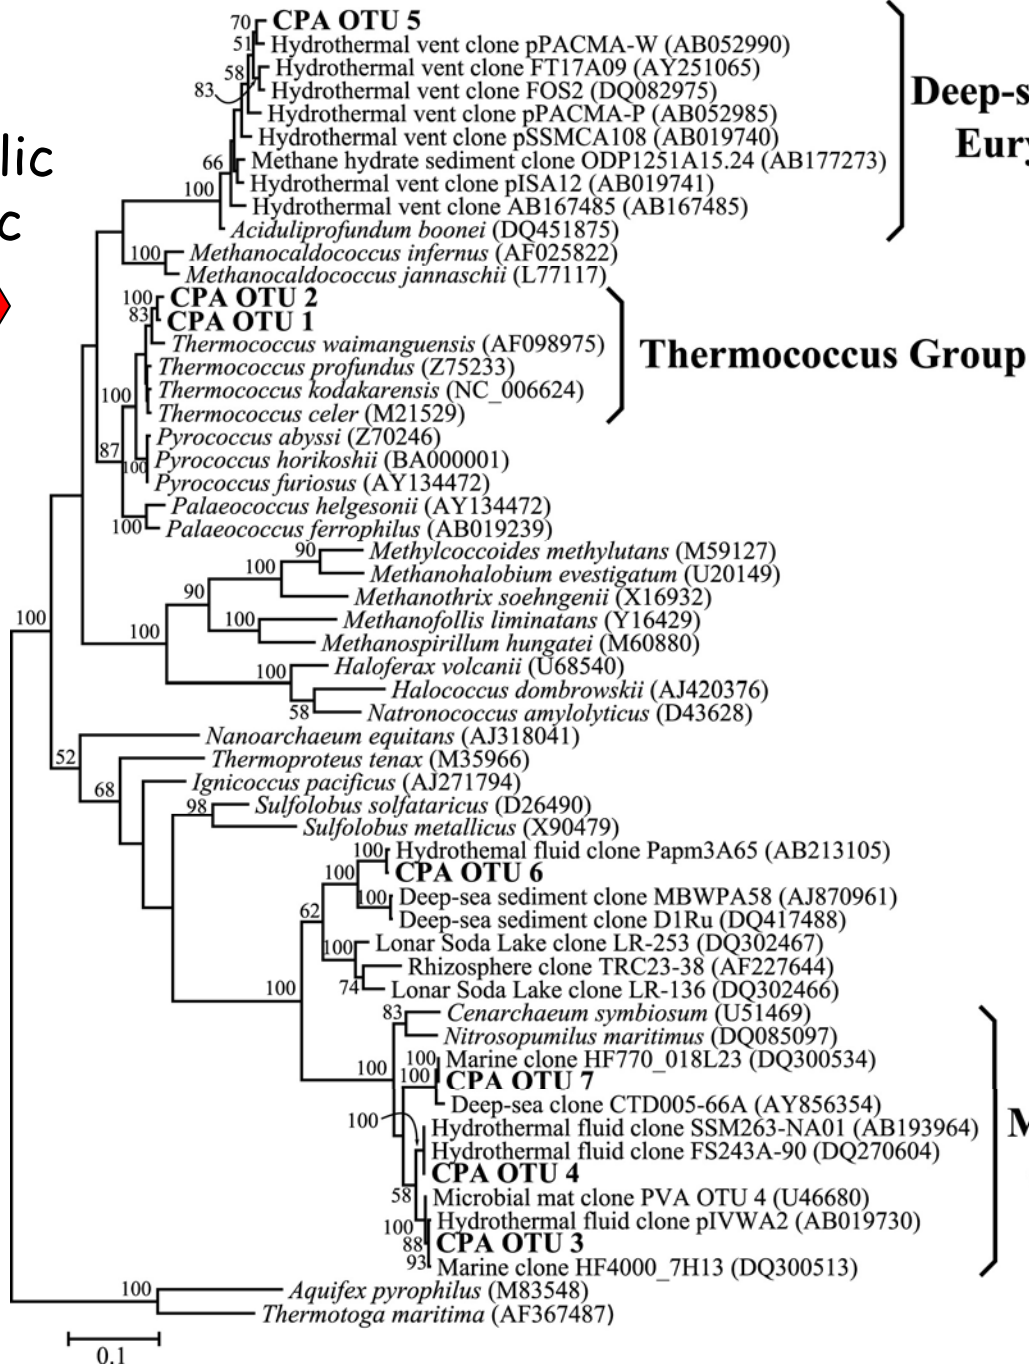 70 CPA OTU 5
51 Hydrothermal vent clone pPACMA-W (AB052990)
58 Hydrothermal vent clone FT17A09 (AY251065)
83 Hydrothermal vent clone FOS2 (DQ082975)
Deep-s
Hydrothermal vent clone pPACMA-P (AB052985)
Hydrothermal vent clone pSSMCA108 (AB019740)
Eury
lic
66 Methane hydrate sediment clone ODP1251A15.24 (AB177273)
100 Hydrothermal vent clone pISA12 (AB019741)
Hydrothermal vent clone AB167485 (AB167485)
c
Aciduliprofundum boonei (DQ451875)
100 Methanocaldococcus infernus (AF025822)
Methanocaldococcus jannaschii (L77117)
100 CPA OTU 2
83 CPA OTU 1
Thermococcus waimanguensis (AF098975)
Thermococcus Group
Thermococcus profundus (Z75233)
100 Thermococcus kodakarensis (NC_006624)
Thermococcus celer (M21529)
Pyrococcus abyssi (Z70246)
87 100 Pyrococcus horikoshii (BA000001)
Pyrococcus furiosus (AY134472)
Palaeococcus helgesonii (AY134472)
100 Palaeococcus ferrophilus (AB019239)
90 Methylcoccoides methylutans (M59127)
100 Methanohalobium evestigatum (U20149)
90 Methanothrix soehngenii (X16932)
100 100 Methanofollis liminatans (Y16429)
100 Methanospirillum hungatei (M60880)
100 Haloferax volcanii (U68540)
Halococcus dombrowskii (AJ420376)
58 Natronococcus amylolyticus (D43628)
Nanoarchaeum equitans (AJ318041)
52 Thermoproteus tenax (M35966)
68 Ignicoccus pacificus (AJ271794)
98 Sulfolobus solfataricus (D26490)
Sulfolobus metallicus (X90479)
100 Hydrothemal fluid clone Papm3A65 (AB213105)
100 CPA OTU 6
100 Deep-sea sediment clone MBWPA58 (AJ870961)
62 Deep-sea sediment clone D1Ru (DQ417488)
100 Lonar Soda Lake clone LR-253 (DQ302467)
Rhizosphere clone TRC23-38 (AF227644)
100 74 Lonar Soda Lake clone LR-136 (DQ302466)
83 Cenarchaeum symbiosum (U51469)
Nitrosopumilus maritimus (DQ085097)
100 100 Marine clone HF770_018L23 (DQ300534)
100 CPA OTU 7
Deep-sea clone CTD005-66A (AY856354)
100 Hydrothermal fluid clone SSM263-NA01 (AB193964)
M
Hydrothermal fluid clone FS243A-90 (DQ270604)
CPA OTU 4
58 Microbial mat clone PVA OTU 4 (U46680)
100 Hydrothermal fluid clone pIVWA2 (AB019730)
88 CPA OTU 3
93 Marine clone HF4000_7H13 (DQ300513)
100 Aquifex pyrophilus (M83548)
Thermotoga maritima (AF367487)
0.1